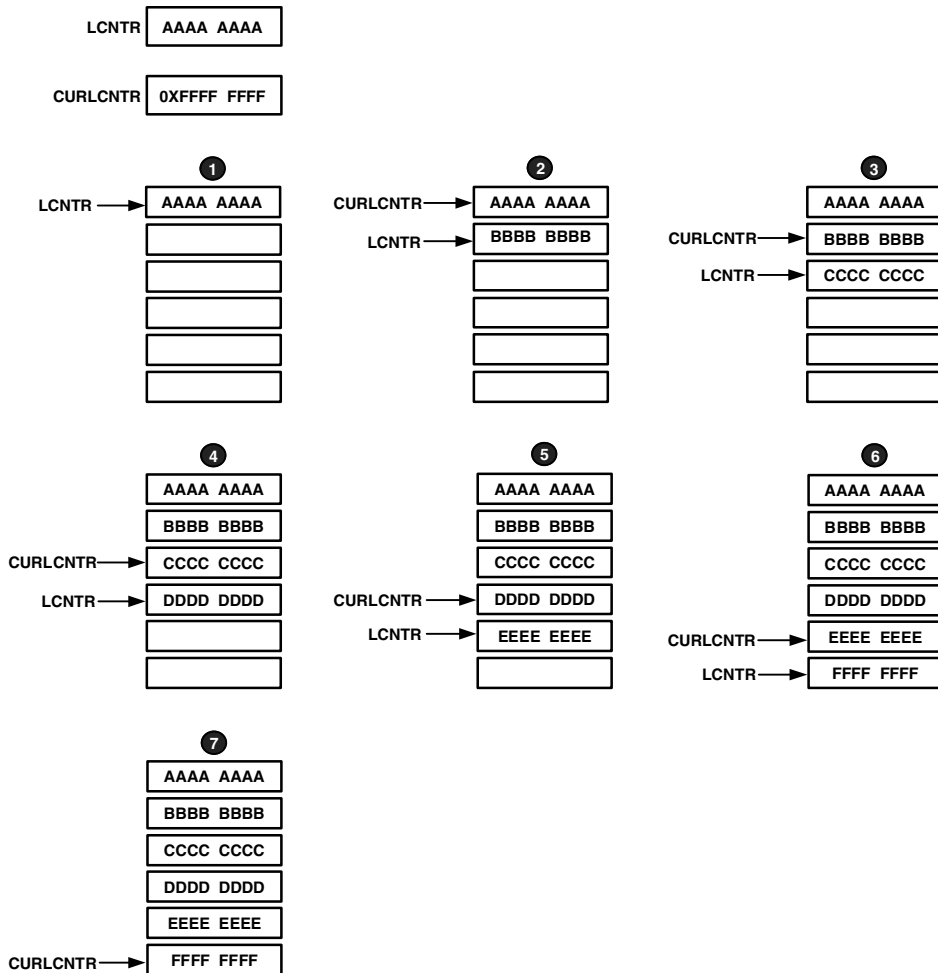 LCNTR AAAA AAAA
CURLCNTR 0XFFFF FFFF
1 2 3
LCNTR AAAA AAAA CURLCNTR AAAA AAAA AAAA AAAA
LCNTR BBBB BBBB CURLCNTR BBBB BBBB
LCNTR CCCC CCCC
4 5 6
AAAA AAAA AAAA AAAA AAAA AAAA
BBBB BBBB BBBB BBBB BBBB BBBB
CURLCNTR CCCC CCCC CCCC CCCC CCCC CCCC
LCNTR DDDD DDDD CURLCNTR DDDD DDDD DDDD DDDD
LCNTR EEEE EEEE CURLCNTR EEEE EEEE
LCNTR FFFF FFFF
7
AAAA AAAA
BBBB BBBB
CCCC CCCC
DDDD DDDD
EEEE EEEE
CURLCNTR FFFF FFFF